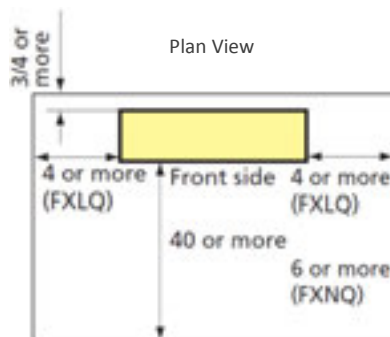 Plan View
3/4 or
more
4 or more
(FXLQ)
Front side
4 or more
(FXLQ)
40 or more
6 or more
(FXNQ)